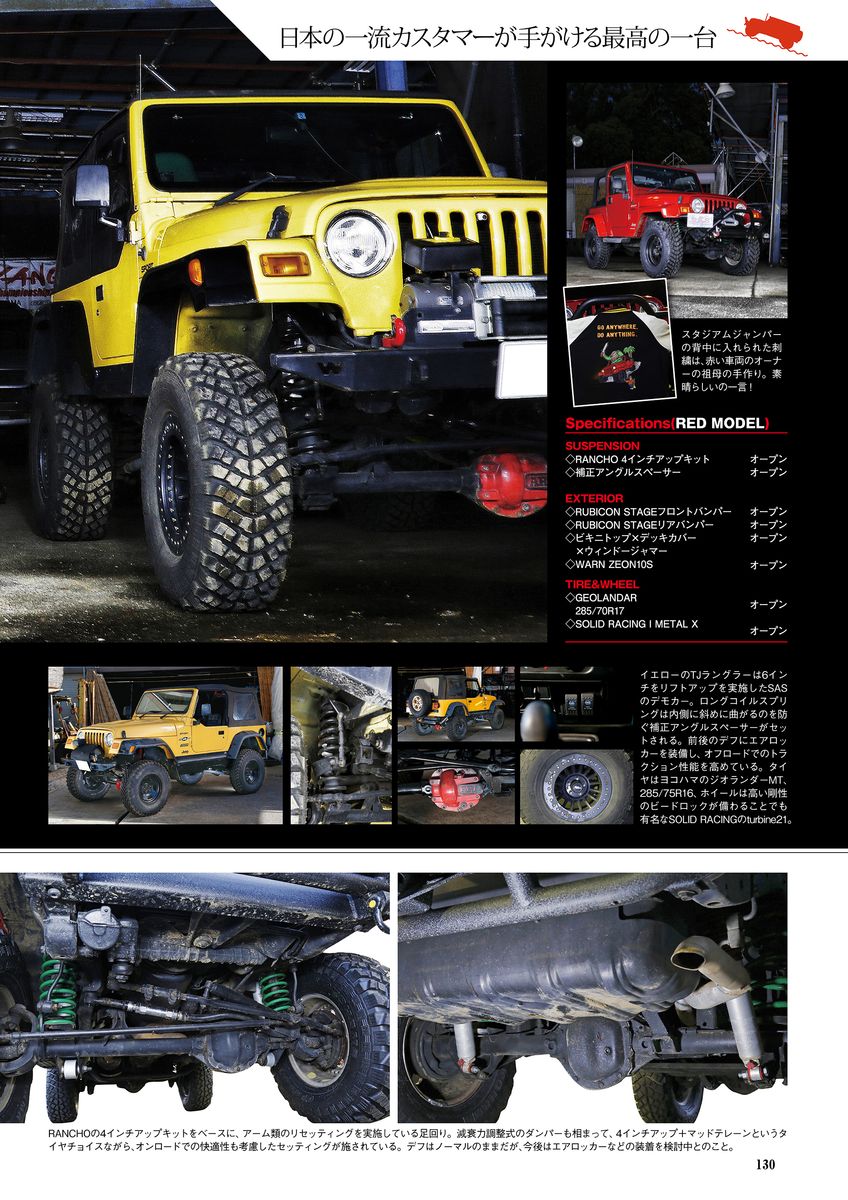 日本の一流カスタマーが手がける最高の一台
GO ANYWHERE.
DO ANYTHING.
スタジアムジャンパー
の背中に入れられた刺
繍は、赤い車両のオーナ
ーの祖母の手作り。素
晴らしいの一言！
Specifications(RED MODEL)
SUSPENSION
◇RANCHO 4インチアップキット オープン
◇補正アングルスペーサー オープン
EXTERIOR
◇RUBICON STAGEフロントバンパー オープン
◇RUBICON STAGEリアバンパー オープン
◇ビキニトップ×デッキカバー オープン
×ウィンドージャマー
◇WARN ZEON10S オープン
TIRE&WHEEL
◇GEOLANDAR
285/70R17 オープン
◇SOLID RACING I METAL X オープン
イエローのTJラングラーは6イン
チをリフトアップを実施したSAS
のデモカー。ロングコイルスプリ
ングは内側に斜めに曲がるのを防
ぐ補正アングルスペーサーがセッ
トされる。前後のデフにエアロッ
カーを装備し、オフロードでのトラ
クション性能を高めている。タイ
ヤはヨコハマのジオランダーMT、
285/75R16、ホイールは高い剛性
のビードロックが備わることでも
有名なSOLID RACINGのturbine21。
RANCHOの4インチアップキットをベースに、アーム類のリセッティングを実施している足回り。減衰力調整式のダンパーも相まって、4インチアップ＋マッドテレーンというタ
イヤチョイスながら、オンロードでの快適性も考慮したセッティングが施されている。デフはノーマルのままだが、今後はエアロッカーなどの装着を検討中とのこと。
130